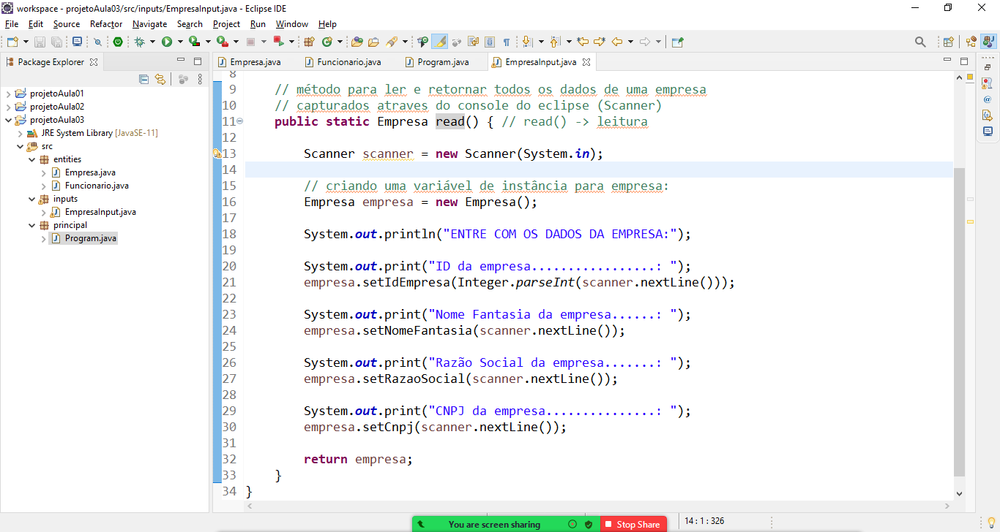 workspace - projetoAula03/src/inputs/EmpresaInput.java - Eclipse IDE
File Edit Source Refactor Navigate Search Project Run Window Help
Package Explorer
projetoAula01
projetoAula02
projetoAula03
JRE System Library [JavaSE-11]
src
entities
Empresa.java
Funcionario.java
inputs
EmpresaInput.java
principal
Program.java
Empresa.java Funcionario.java Program.java EmpresaInput.java
8
9 // método para ler e retornar todos os dados de uma empresa
10 // capturados atraves do console do eclipse (Scanner)
11 public static Empresa read() { // read() -> leitura
12
13 Scanner scanner = new Scanner(System.in);
14
15 // criando uma variável de instância para empresa:
16 Empresa empresa = new Empresa();
17
18 System.out.println("ENTRE COM OS DADOS DA EMPRESA:");
19
20 System.out.print("ID da empresa.................: ");
21 empresa.setIdEmpresa(Integer.parseInt(scanner.nextLine()));
22
23 System.out.print("Nome Fantasia da empresa......: ");
24 empresa.setNomeFantasia(scanner.nextLine());
25
26 System.out.print("Razão Social da empresa.......: ");
27 empresa.setRazaoSocial(scanner.nextLine());
28
29 System.out.print("CNPJ da empresa...............: ");
30 empresa.setCnpj(scanner.nextLine());
31
32 return empresa;
33 }
34 }
You are screen sharing Stop Share
14 : 1 : 326